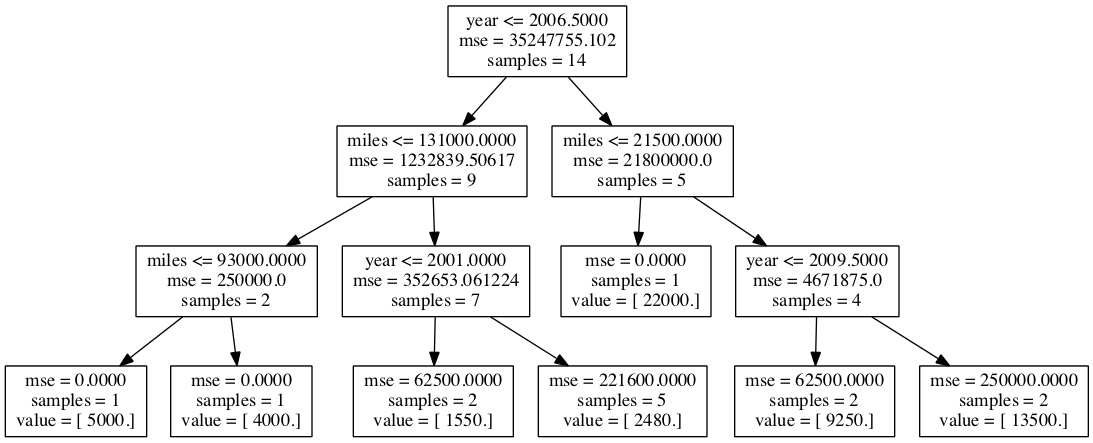 year <= 2006.5000
mse = 35247755.102
samples = 14
miles <= 131000.0000
mse = 1232839.50617
samples = 9
miles <= 21500.0000
mse = 21800000.0
samples = 5
miles <= 93000.0000
mse = 250000.0
samples = 2
year <= 2001.0000
mse = 352653.061224
samples = 7
mse = 0.0000
samples = 1
value = [ 22000.]
year <= 2009.5000
mse = 4671875.0
samples = 4
mse = 0.0000
samples = 1
value = [ 5000.]
mse = 0.0000
samples = 1
value = [ 4000.]
mse = 62500.0000
samples = 2
value = [ 1550.]
mse = 221600.0000
samples = 5
value = [ 2480.]
mse = 62500.0000
samples = 2
value = [ 9250.]
mse = 250000.0000
samples = 2
value = [ 13500.]